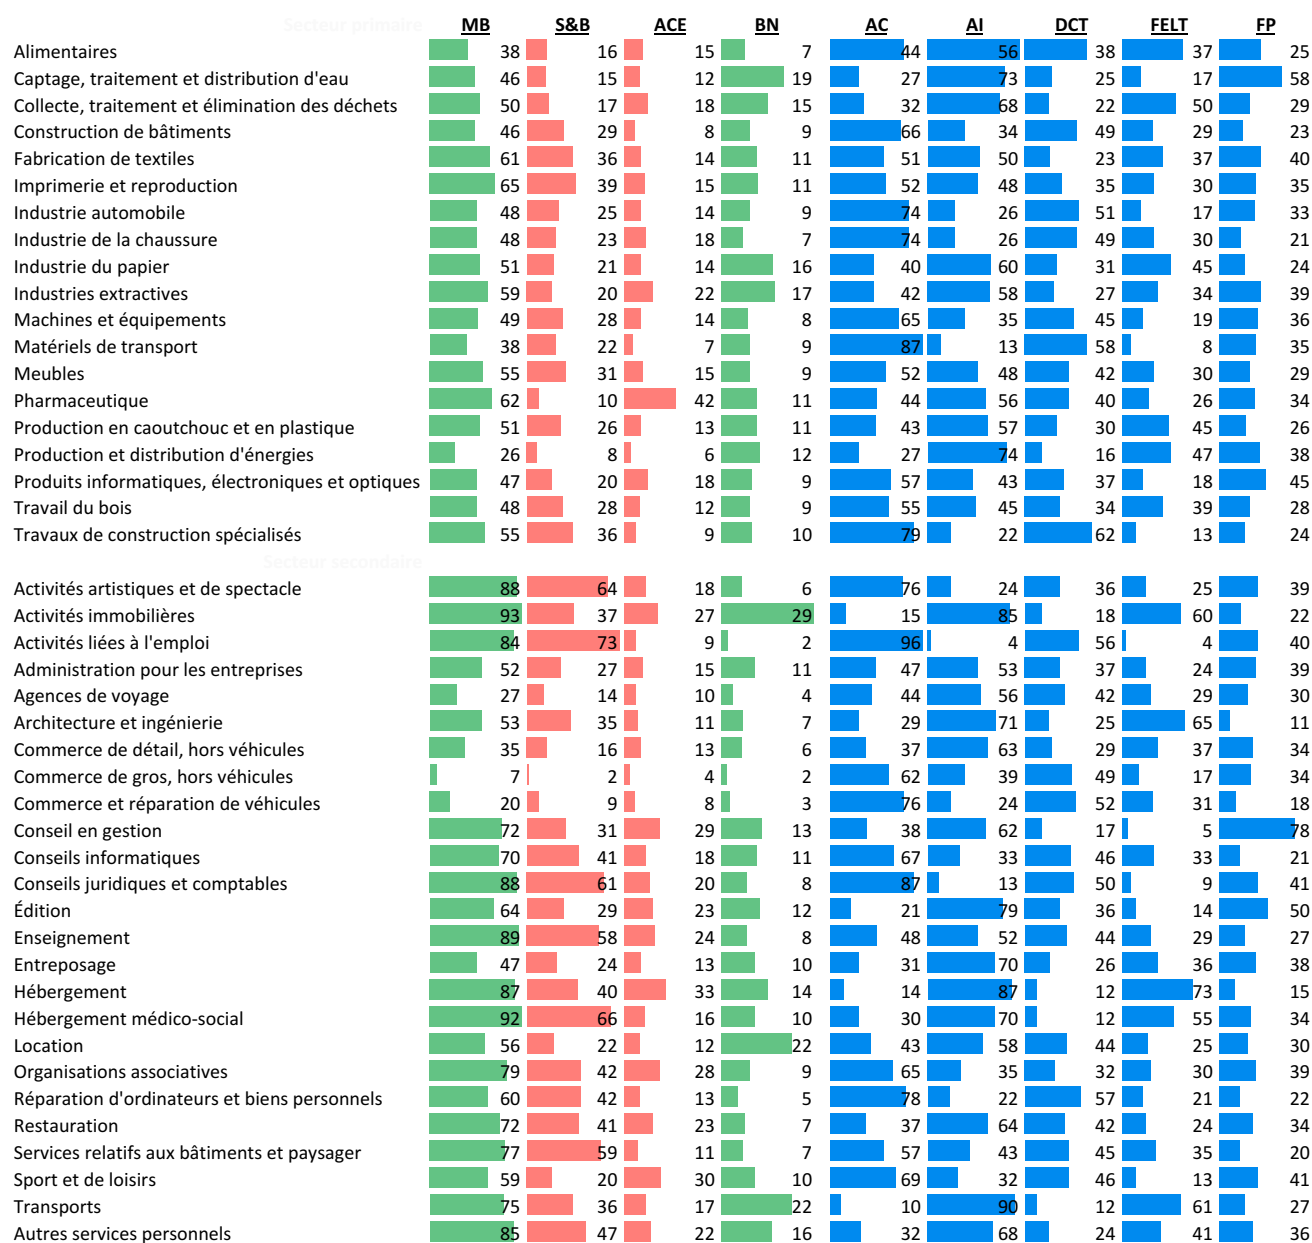 Secteur primaire MB S&B ACE BN AC AI DCT FELT FP
Alimentaires 38 16 15 7 44 56 38 37 25
Captage, traitement et distribution d'eau 46 15 12 19 27 73 25 17 58
Collecte, traitement et élimination des déchets 50 17 18 15 32 68 22 50 29
Construction de bâtiments 46 29 8 9 66 34 49 29 23
Fabrication de textiles 61 36 14 11 51 50 23 37 40
Imprimerie et reproduction 65 39 15 11 52 48 35 30 35
Industrie automobile 48 25 14 9 74 26 51 17 33
Industrie de la chaussure 48 23 18 7 74 26 49 30 21
Industrie du papier 51 21 14 16 40 60 31 45 24
Industries extractives 59 20 22 17 42 58 27 34 39
Machines et équipements 49 28 14 8 65 35 45 19 36
Matériels de transport 38 22 7 9 87 13 58 8 35
Meubles 55 31 15 9 52 48 42 30 29
Pharmaceutique 62 10 42 11 44 56 40 26 34
Production en caoutchouc et en plastique 51 26 13 11 43 57 30 45 26
Production et distribution d'énergies 26 8 6 12 27 74 16 47 38
Produits informatiques, électroniques et optiques 47 20 18 9 57 43 37 18 45
Travail du bois 48 28 12 9 55 45 34 39 28
Travaux de construction spécialisés 55 36 9 10 79 22 62 13 24
Secteur secondaire
Activités artistiques et de spectacle 88 64 18 6 76 24 36 25 39
Activités immobilières 93 37 27 29 15 85 18 60 22
Activités liées à l'emploi 84 73 9 2 96 4 56 4 40
Administration pour les entreprises 52 27 15 11 47 53 37 24 39
Agences de voyage 27 14 10 4 44 56 42 29 30
Architecture et ingénierie 53 35 11 7 29 71 25 65 11
Commerce de détail, hors véhicules 35 16 13 6 37 63 29 37 34
Commerce de gros, hors véhicules 7 2 4 2 62 39 49 17 34
Commerce et réparation de véhicules 20 9 8 3 76 24 52 31 18
Conseil en gestion 72 31 29 13 38 62 17 5 78
Conseils informatiques 70 41 18 11 67 33 46 33 21
Conseils juridiques et comptables 88 61 20 8 87 13 50 9 41
Édition 64 29 23 12 21 79 36 14 50
Enseignement 89 58 24 8 48 52 44 29 27
Entreposage 47 24 13 10 31 70 26 36 38
Hébergement 87 40 33 14 14 87 12 73 15
Hébergement médico-social 92 66 16 10 30 70 12 55 34
Location 56 22 12 22 43 58 44 25 30
Organisations associatives 79 42 28 9 65 35 32 30 39
Réparation d'ordinateurs et biens personnels 60 42 13 5 78 22 57 21 22
Restauration 72 41 23 7 37 64 42 24 34
Services relatifs aux bâtiments et paysager 77 59 11 7 57 43 45 35 20
Sport et de loisirs 59 20 30 10 69 32 46 13 41
Transports 75 36 17 22 10 90 12 61 27
Autres services personnels 85 47 22 16 32 68 24 41 36